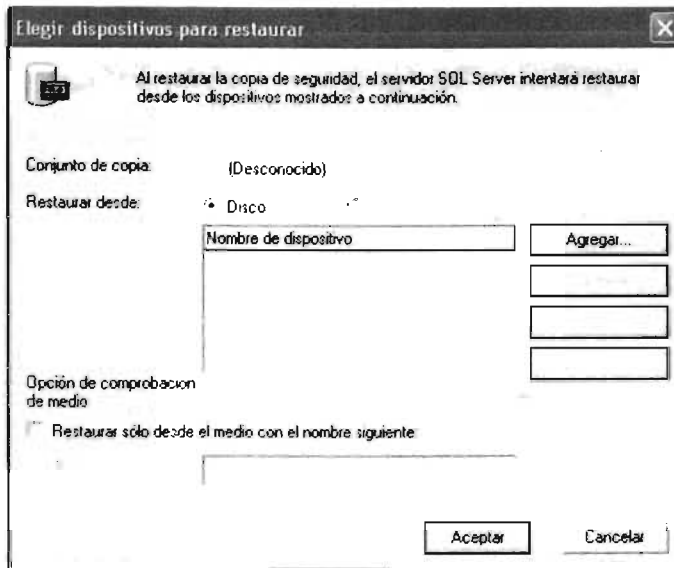 Elegir dispositivos para restaurar
Al restaurar la copia de seguridad, el servidor SQL Server intentará restaurar
desde los dispositivos mostrados a continuación.
Conjunto de copia: (Desconocido)
Restaurar desde: Disco
Nombre de dispositivo
Agregar...
Opción de comprobacion
de medio
Restaurar sólo desde el medio con el nombre siguiente:
Aceptar Cancelar